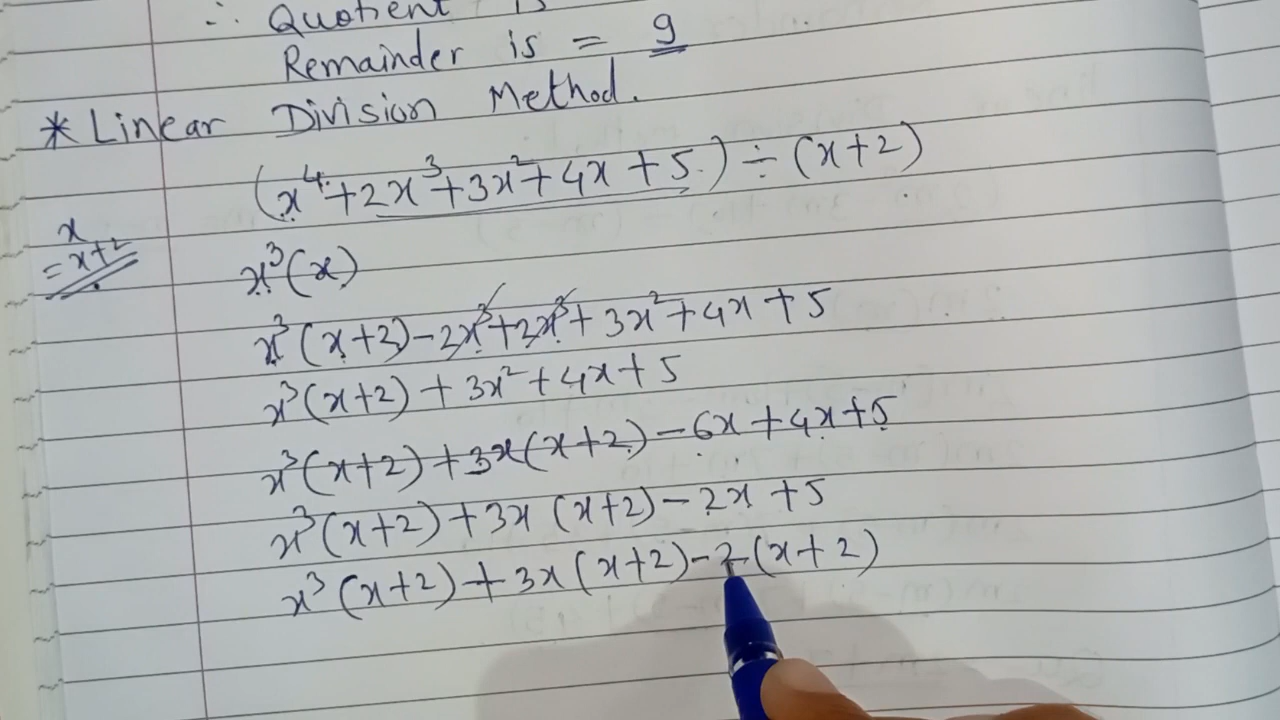 ∴ Quotient is
Remainder is = 9
* Linear Division Method.
(x⁴+2x³+3x²+4x+5.) ÷ (x+2)
x
= x+2
x³(x)
x³(x+2)-2x³+2x³+3x²+4x+5
x³(x+2)+3x²+4x+5
x³(x+2)+3x(x+2)-6x+4x+5
x³(x+2)+3x(x+2)-2x+5
x³(x+2)+3x(x+2)-2(x+2)